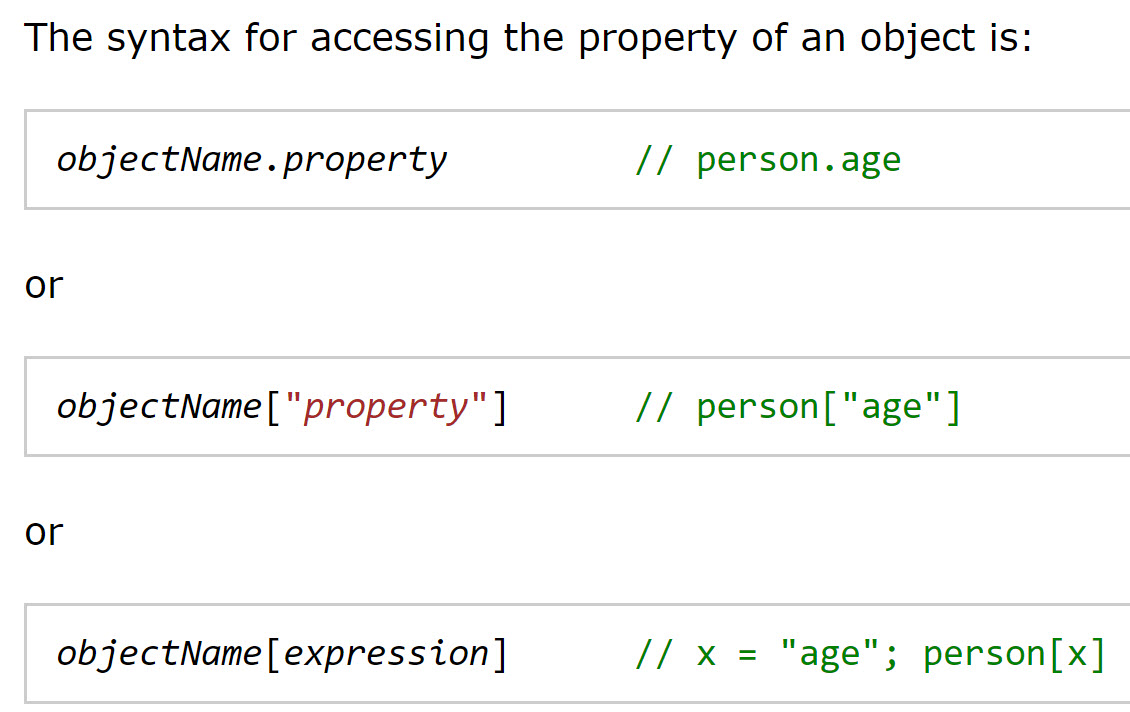 The syntax for accessing the property of an object is:
objectName.property // person.age
or
objectName["property"] // person["age"]
or
objectName[expression] // x = "age"; person[x]